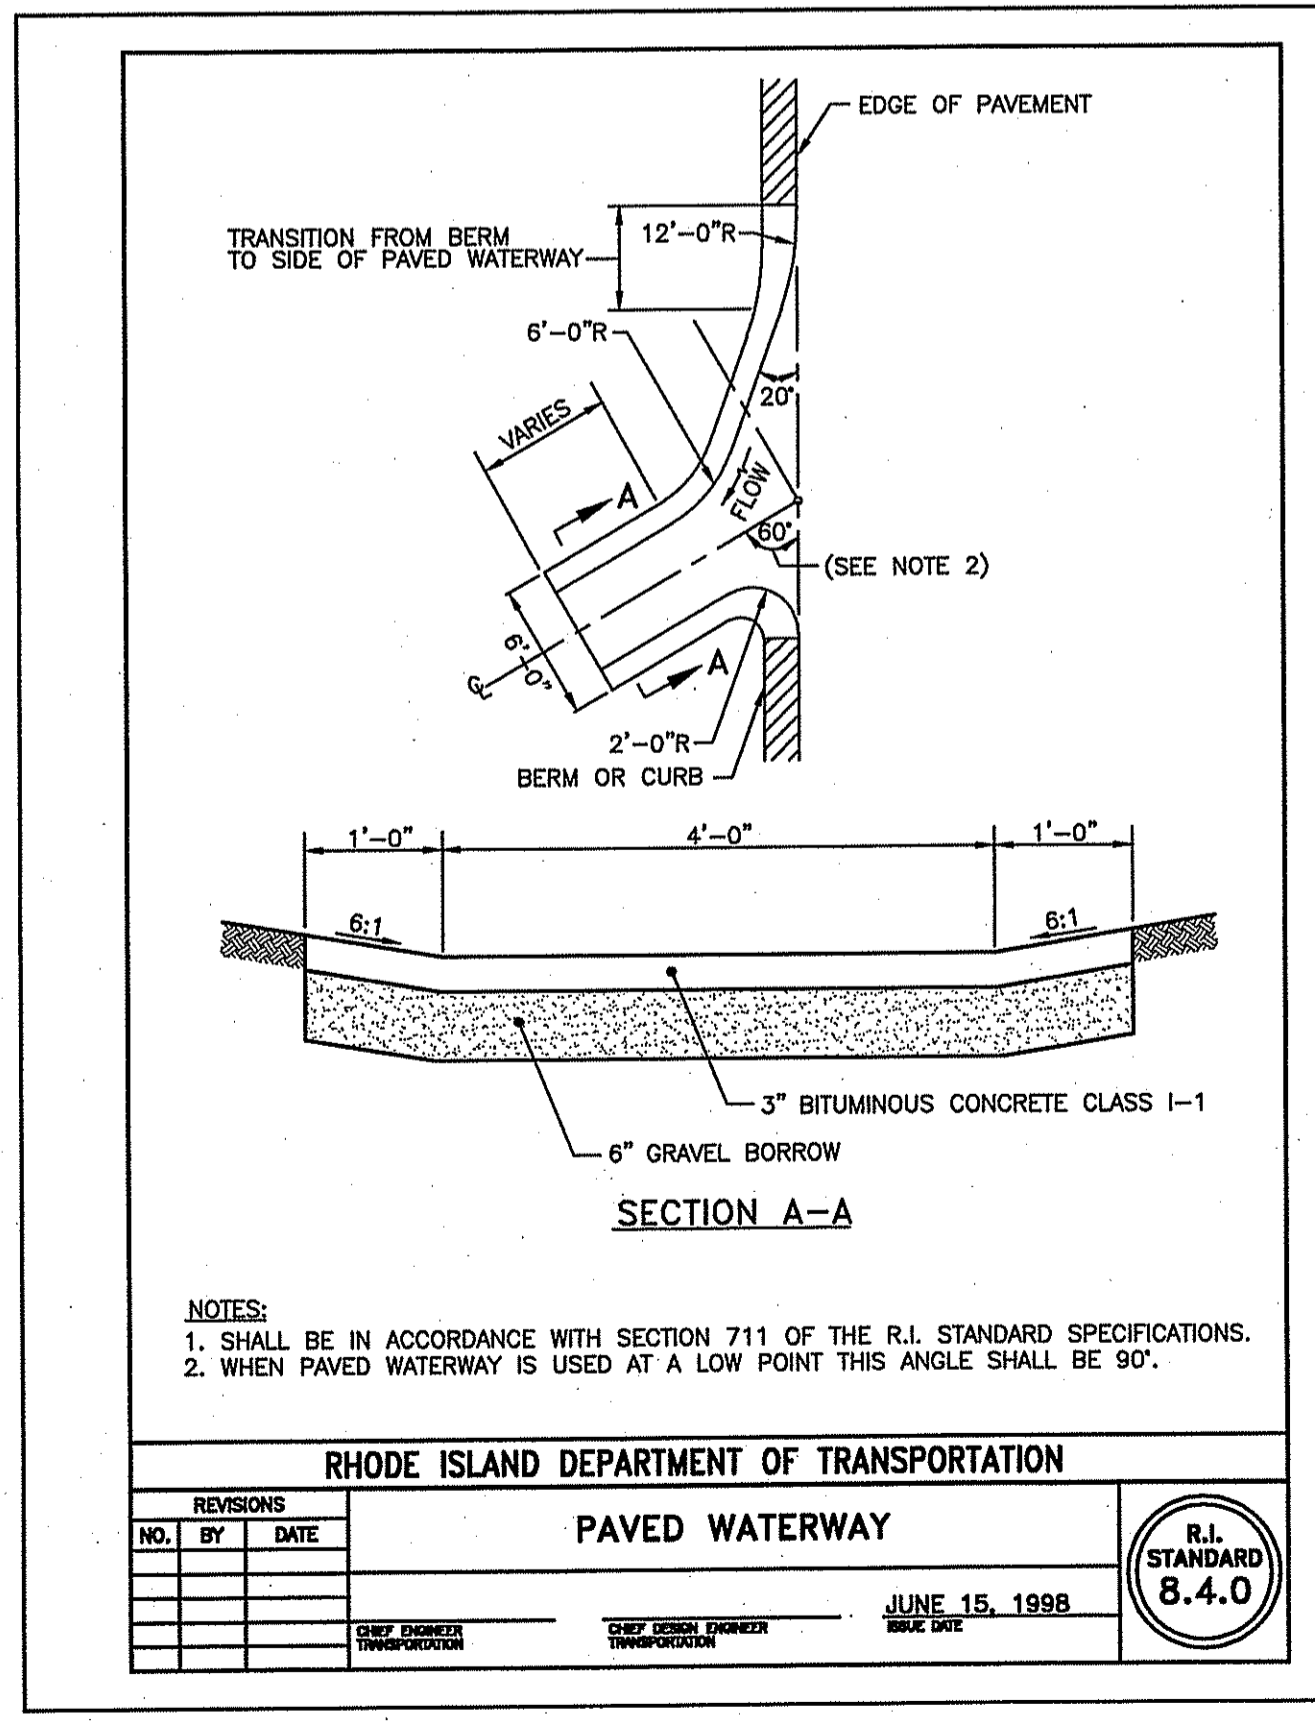 EDGE OF PAVEMENT
TRANSITION FROM BERM
TO SIDE OF PAVED WATERWAY
12'-0"R
6'-0"R
20°
VARIES
A
FLOW
60°
(SEE NOTE 2)
6'-0"
℄
A
2'-0"R
BERM OR CURB
1'-0"
4'-0"
1'-0"
6:1
6:1
3" BITUMINOUS CONCRETE CLASS I-1
6" GRAVEL BORROW
SECTION A-A
NOTES:
1. SHALL BE IN ACCORDANCE WITH SECTION 711 OF THE R.I. STANDARD SPECIFICATIONS.
2. WHEN PAVED WATERWAY IS USED AT A LOW POINT THIS ANGLE SHALL BE 90°.
RHODE ISLAND DEPARTMENT OF TRANSPORTATION
REVISIONS
NO. BY DATE
PAVED WATERWAY
CHIEF ENGINEER
TRANSPORTATION
CHIEF DESIGN ENGINEER
TRANSPORTATION
JUNE 15, 1998
ISSUE DATE
R.I.
STANDARD
8.4.0